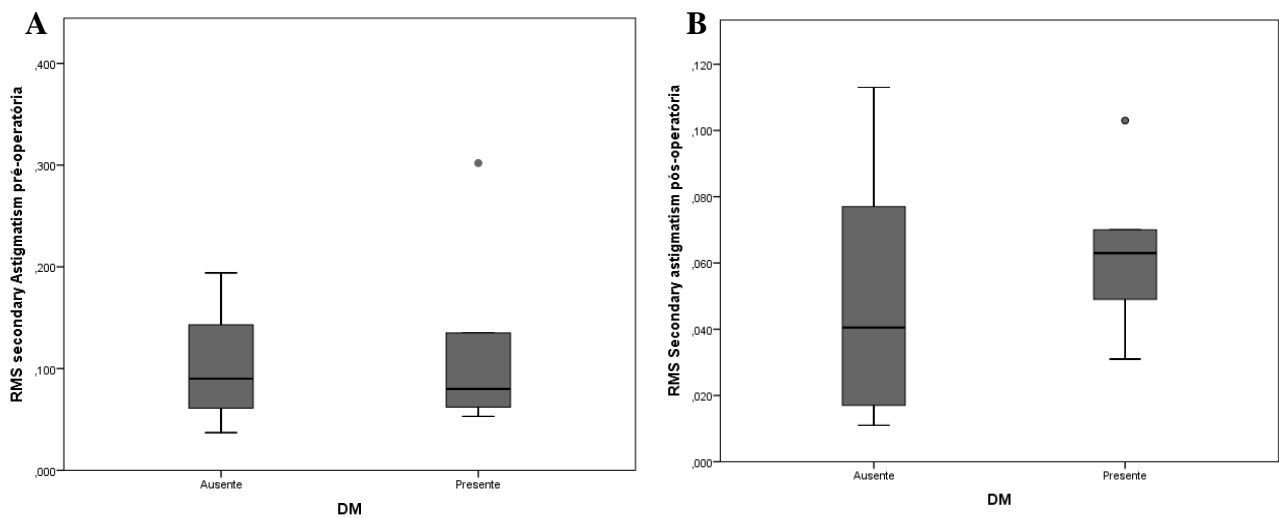 A
RMS secondary Astigmatism pré-operatória
,400
,300
,200
,100
,000
Ausente
Presente
DM
B
RMS Secondary astigmatism pós-operatória
,120
,100
,080
,060
,040
,020
,000
Ausente
Presente
DM